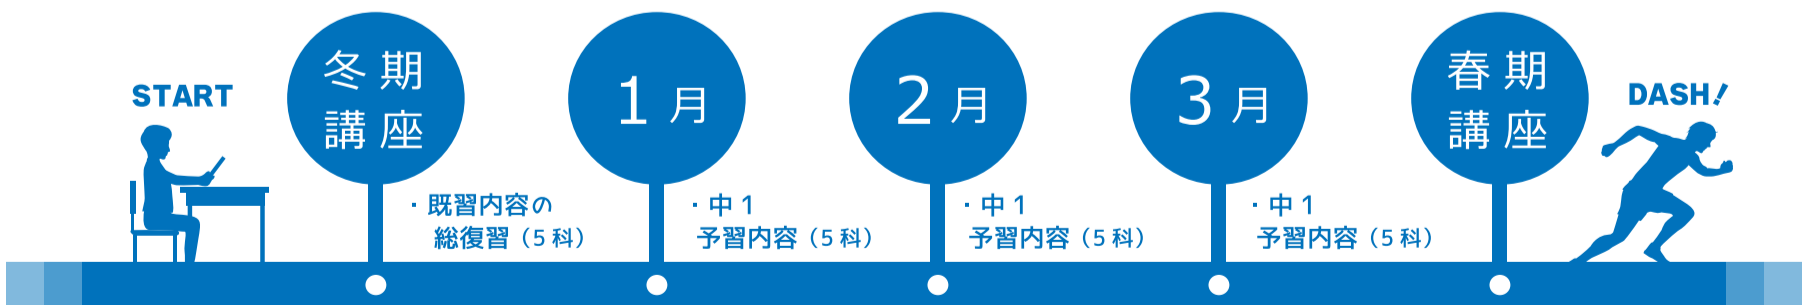 START
冬期
講座
・既習内容の
総復習（5科）
1月
・中1
予習内容（5科）
2月
・中1
予習内容（5科）
3月
・中1
予習内容（5科）
春期
講座
DASH!